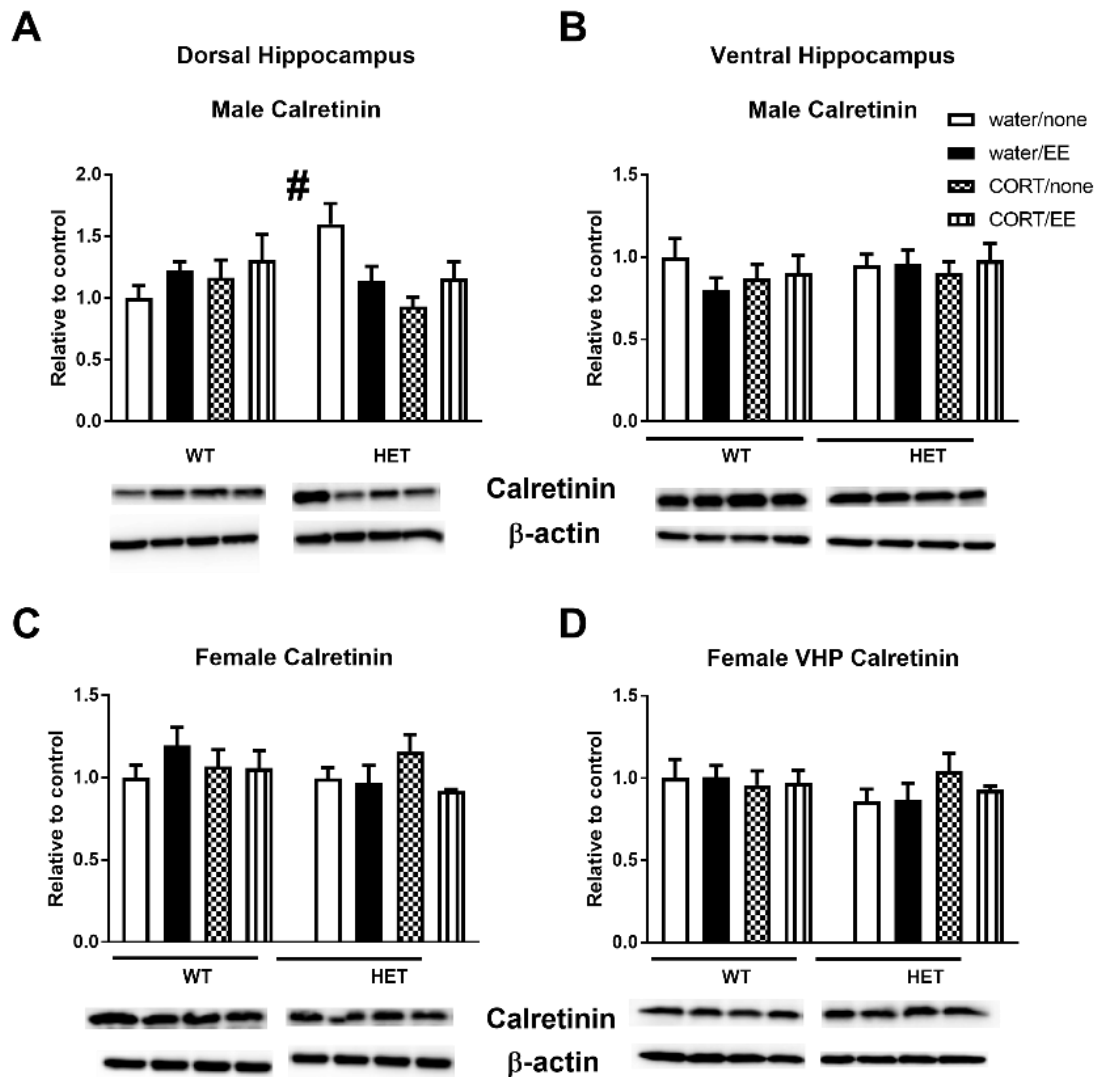 A
Dorsal Hippocampus
Male Calretinin
Relative to control
2.0
1.5
1.0
0.5
0.0
#
WT
HET
B
Ventral Hippocampus
Male Calretinin
water/none
water/EE
CORT/none
CORT/EE
Relative to control
1.5
1.0
0.5
0.0
WT
HET
Calretinin
β-actin
C
Female Calretinin
Relative to control
1.5
1.0
0.5
0.0
WT
HET
D
Female VHP Calretinin
Relative to control
1.5
1.0
0.5
0.0
WT
HET
Calretinin
β-actin